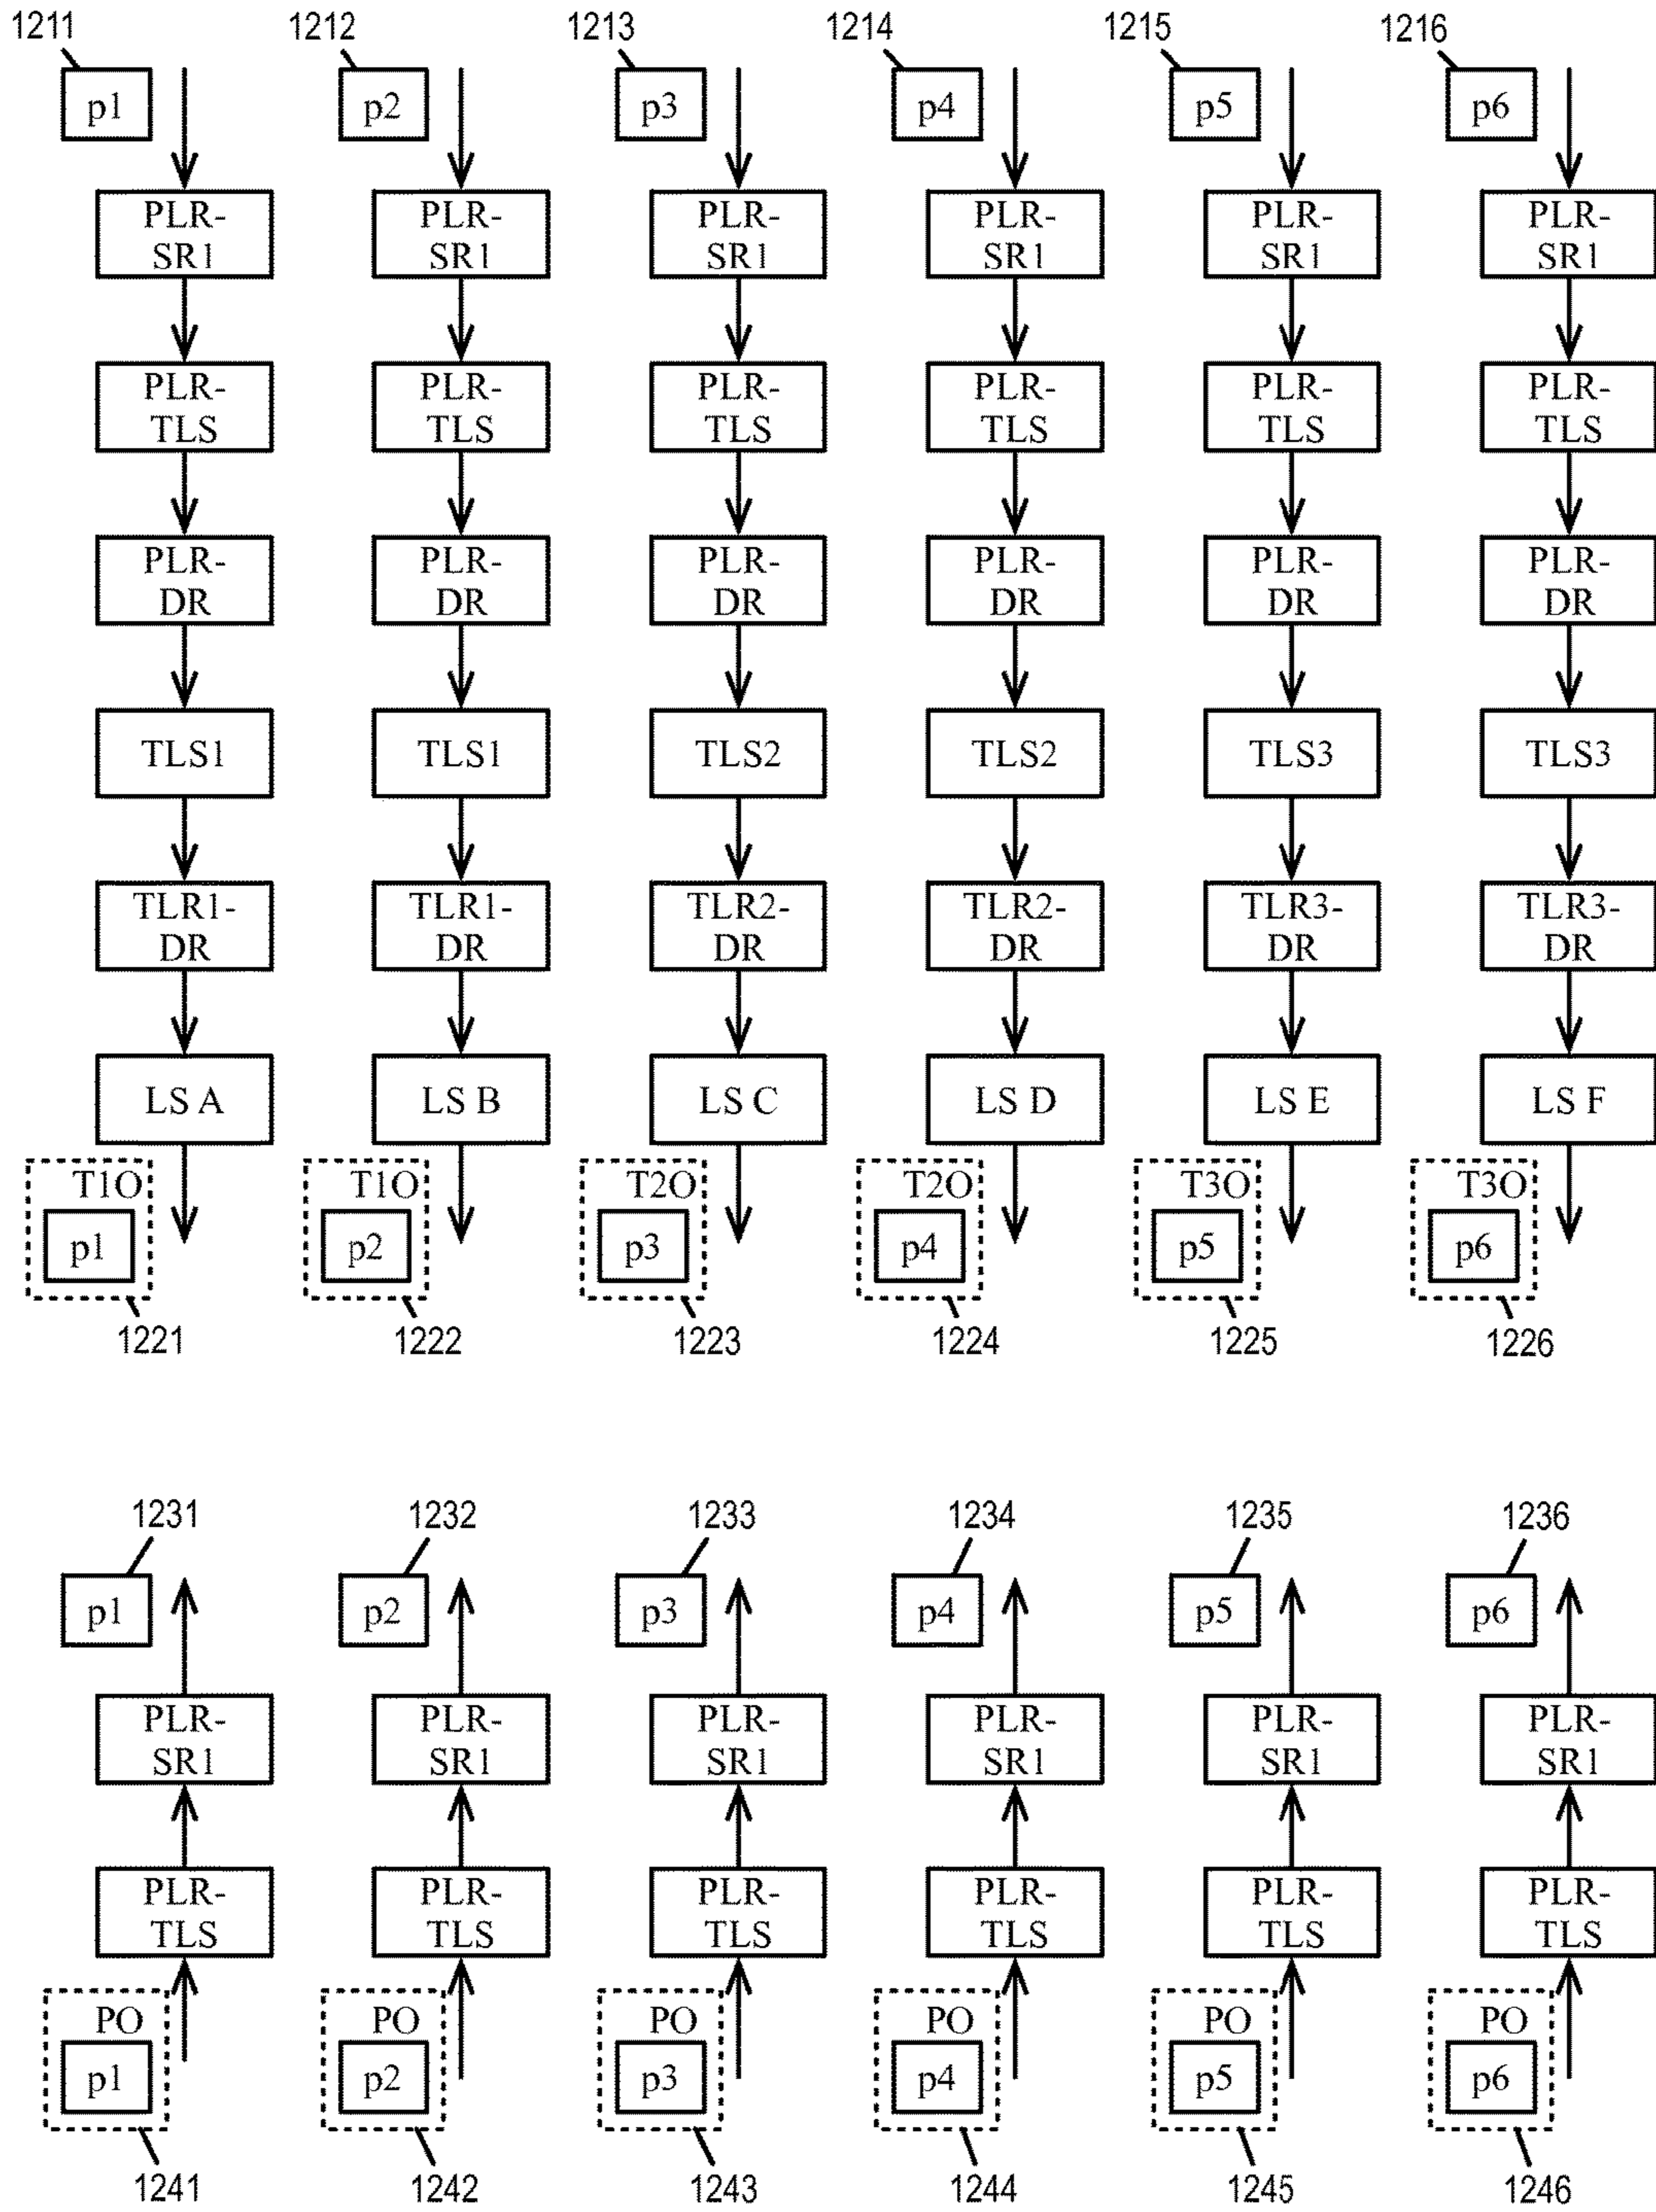 1211 1212 1213 1214 1215 1216
p1 p2 p3 p4 p5 p6
PLR- PLR- PLR- PLR- PLR- PLR-
SR1 SR1 SR1 SR1 SR1 SR1
PLR- PLR- PLR- PLR- PLR- PLR-
TLS TLS TLS TLS TLS TLS
PLR- PLR- PLR- PLR- PLR- PLR-
DR DR DR DR DR DR
TLS1 TLS1 TLS2 TLS2 TLS3 TLS3
TLR1- TLR1- TLR2- TLR2- TLR3- TLR3-
DR DR DR DR DR DR
LS A LS B LS C LS D LS E LS F
T1O T1O T2O T2O T3O T3O
p1 p2 p3 p4 p5 p6
1221 1222 1223 1224 1225 1226
1231 1232 1233 1234 1235 1236
p1 p2 p3 p4 p5 p6
PLR- PLR- PLR- PLR- PLR- PLR-
SR1 SR1 SR1 SR1 SR1 SR1
PLR- PLR- PLR- PLR- PLR- PLR-
TLS TLS TLS TLS TLS TLS
PO PO PO PO PO PO
p1 p2 p3 p4 p5 p6
1241 1242 1243 1244 1245 1246